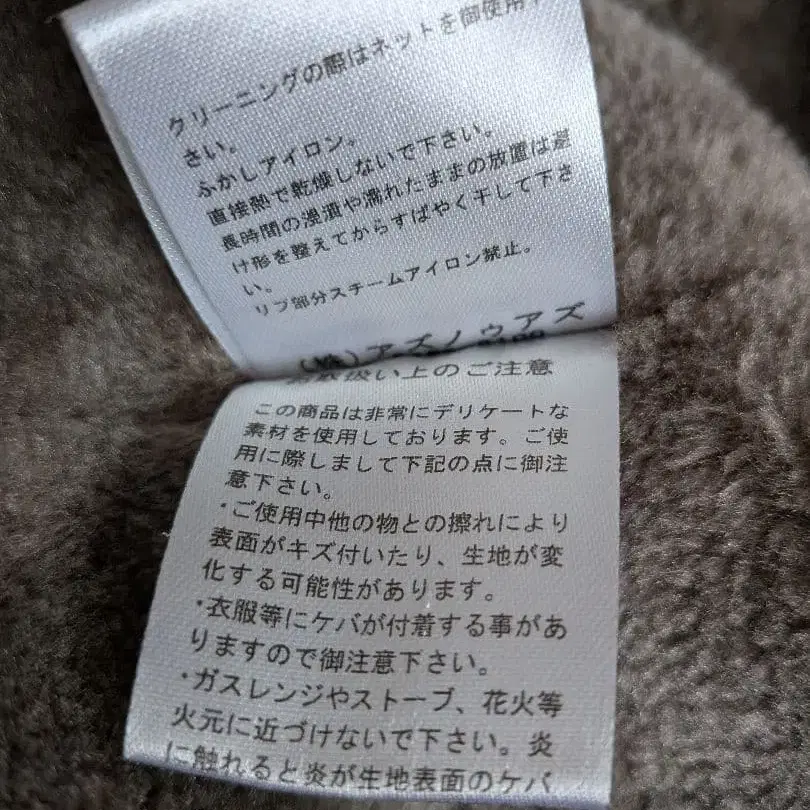 クリーニングの際はネットを御使用下
さい。
ふかしアイロン。
直接熱で乾燥しないで下さい。
長時間の浸漬や濡れたままの放置は避
け形を整えてからすばやく干して下さ
い。
リブ部分スチームアイロン禁止。
(株)アズノウアズ
お取扱い上のご注意
この商品は非常にデリケートな
素材を使用しております。ご使
用に際しまして下記の点に御注
意下さい。
・ご使用中他の物との擦れにより
表面がキズ付いたり、生地が変
化する可能性があります。
・衣服等にケバが付着する事があ
りますので御注意下さい。
・ガスレンジやストーブ、花火等
火元に近づけないで下さい。炎
に触れると炎が生地表面のケバ